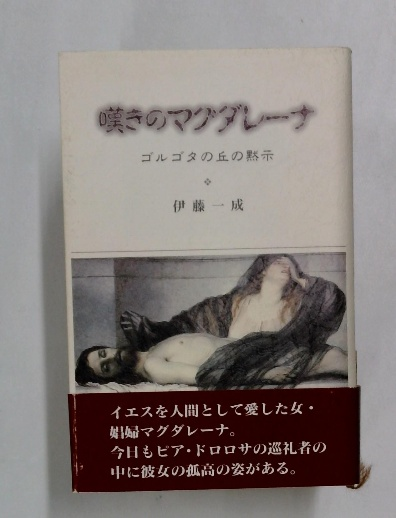 嘆きのマグダレーナ
ゴルゴタの丘の黙示
伊藤一成
イエスを人間として愛した女・
娼婦マグダレーナ。
今日もビア・ドロロサの巡礼者の
中に彼女の孤高の姿がある。